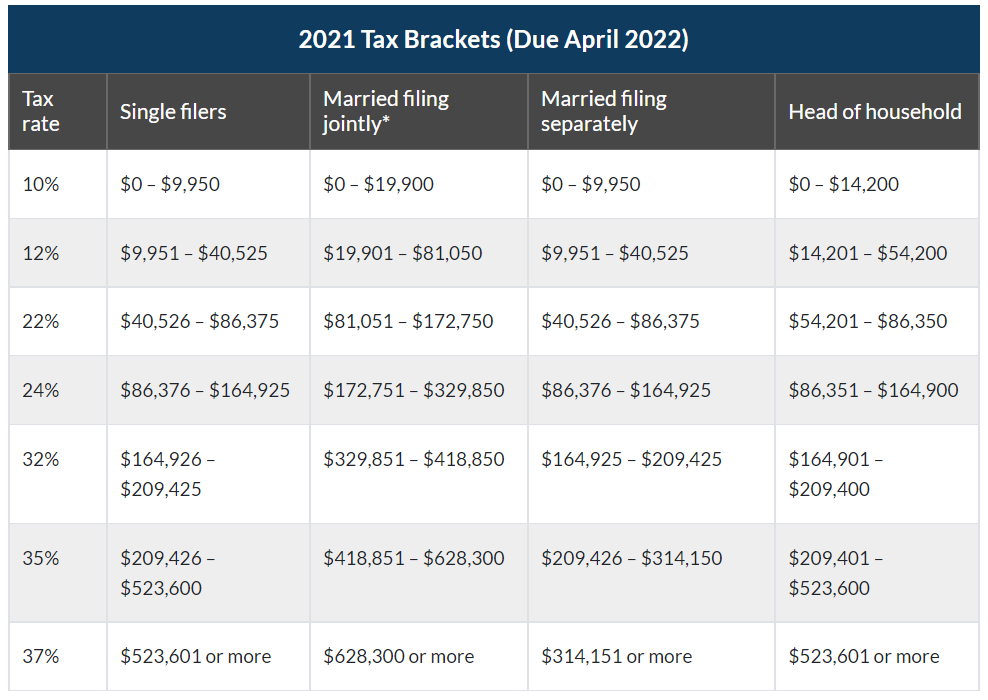 2021 Tax Brackets (Due April 2022)
Tax rate Single filers Married filing jointly* Married filing separately Head of household
10% $0 – $9,950 $0 – $19,900 $0 – $9,950 $0 – $14,200
12% $9,951 – $40,525 $19,901 – $81,050 $9,951 – $40,525 $14,201 – $54,200
22% $40,526 – $86,375 $81,051 – $172,750 $40,526 – $86,375 $54,201 – $86,350
24% $86,376 – $164,925 $172,751 – $329,850 $86,376 – $164,925 $86,351 – $164,900
32% $164,926 – $209,425 $329,851 – $418,850 $164,925 – $209,425 $164,901 – $209,400
35% $209,426 – $523,600 $418,851 – $628,300 $209,426 – $314,150 $209,401 – $523,600
37% $523,601 or more $628,300 or more $314,151 or more $523,601 or more